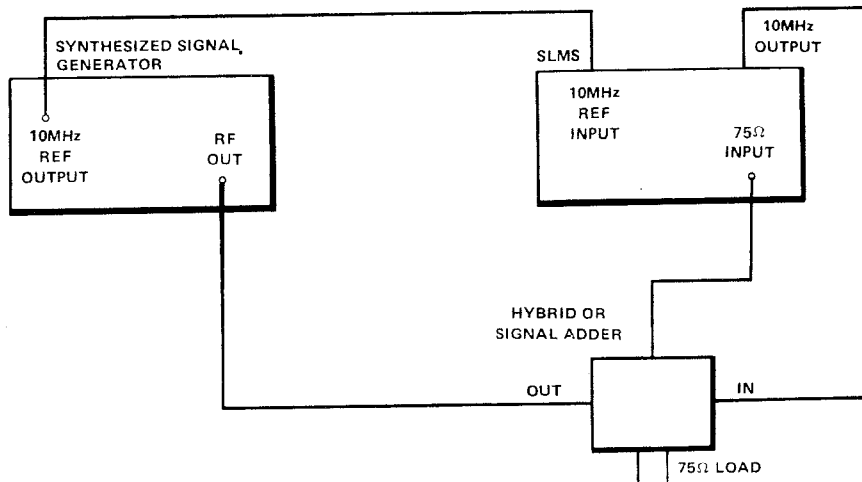 SYNTHESIZED SIGNAL
GENERATOR
10MHz
REF
OUTPUT
RF
OUT
SLMS
10MHz
OUTPUT
10MHz
REF
INPUT
75Ω
INPUT
HYBRID OR
SIGNAL ADDER
OUT
IN
75Ω LOAD